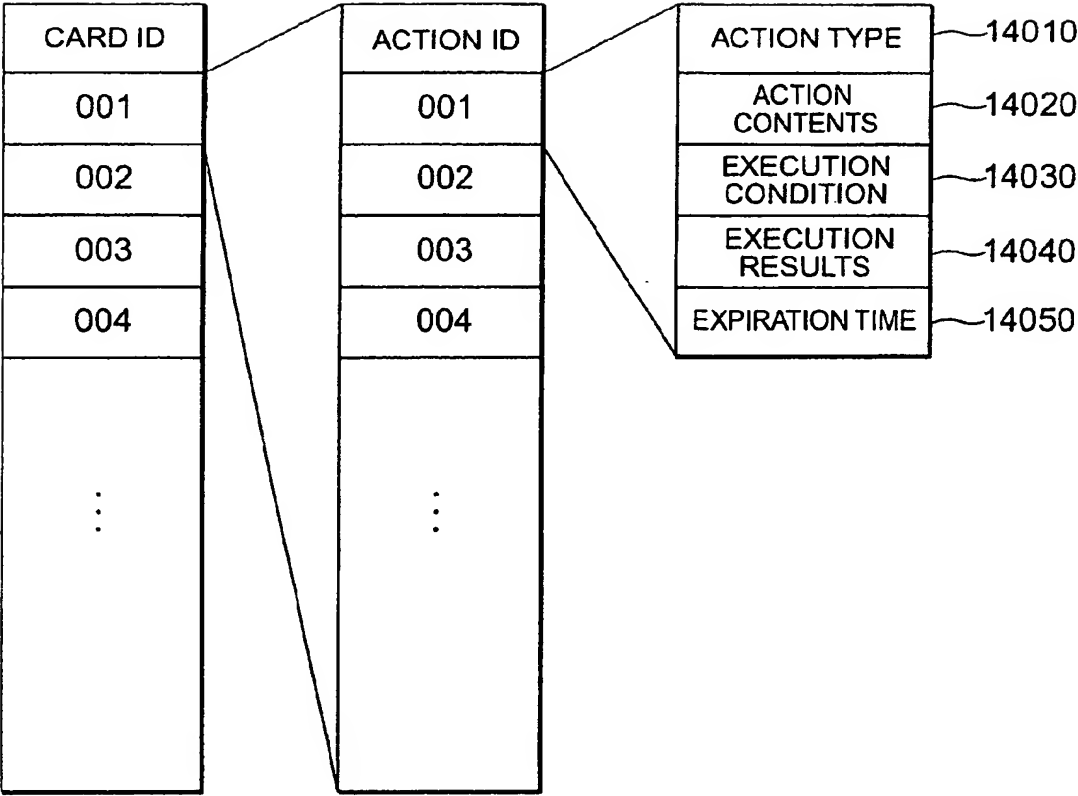 CARD ID
001
002
003
004
⋮
ACTION ID
001
002
003
004
⋮
ACTION TYPE
ACTION
CONTENTS
EXECUTION
CONDITION
EXECUTION
RESULTS
EXPIRATION TIME
14010
14020
14030
14040
14050